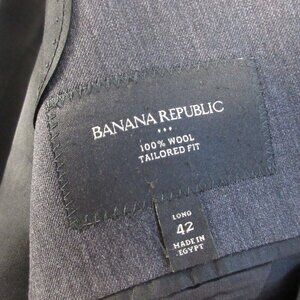 BANANA REPUBLIC
100% WOOL
TAILORED FIT
LONG
42
MADE IN
EGYPT